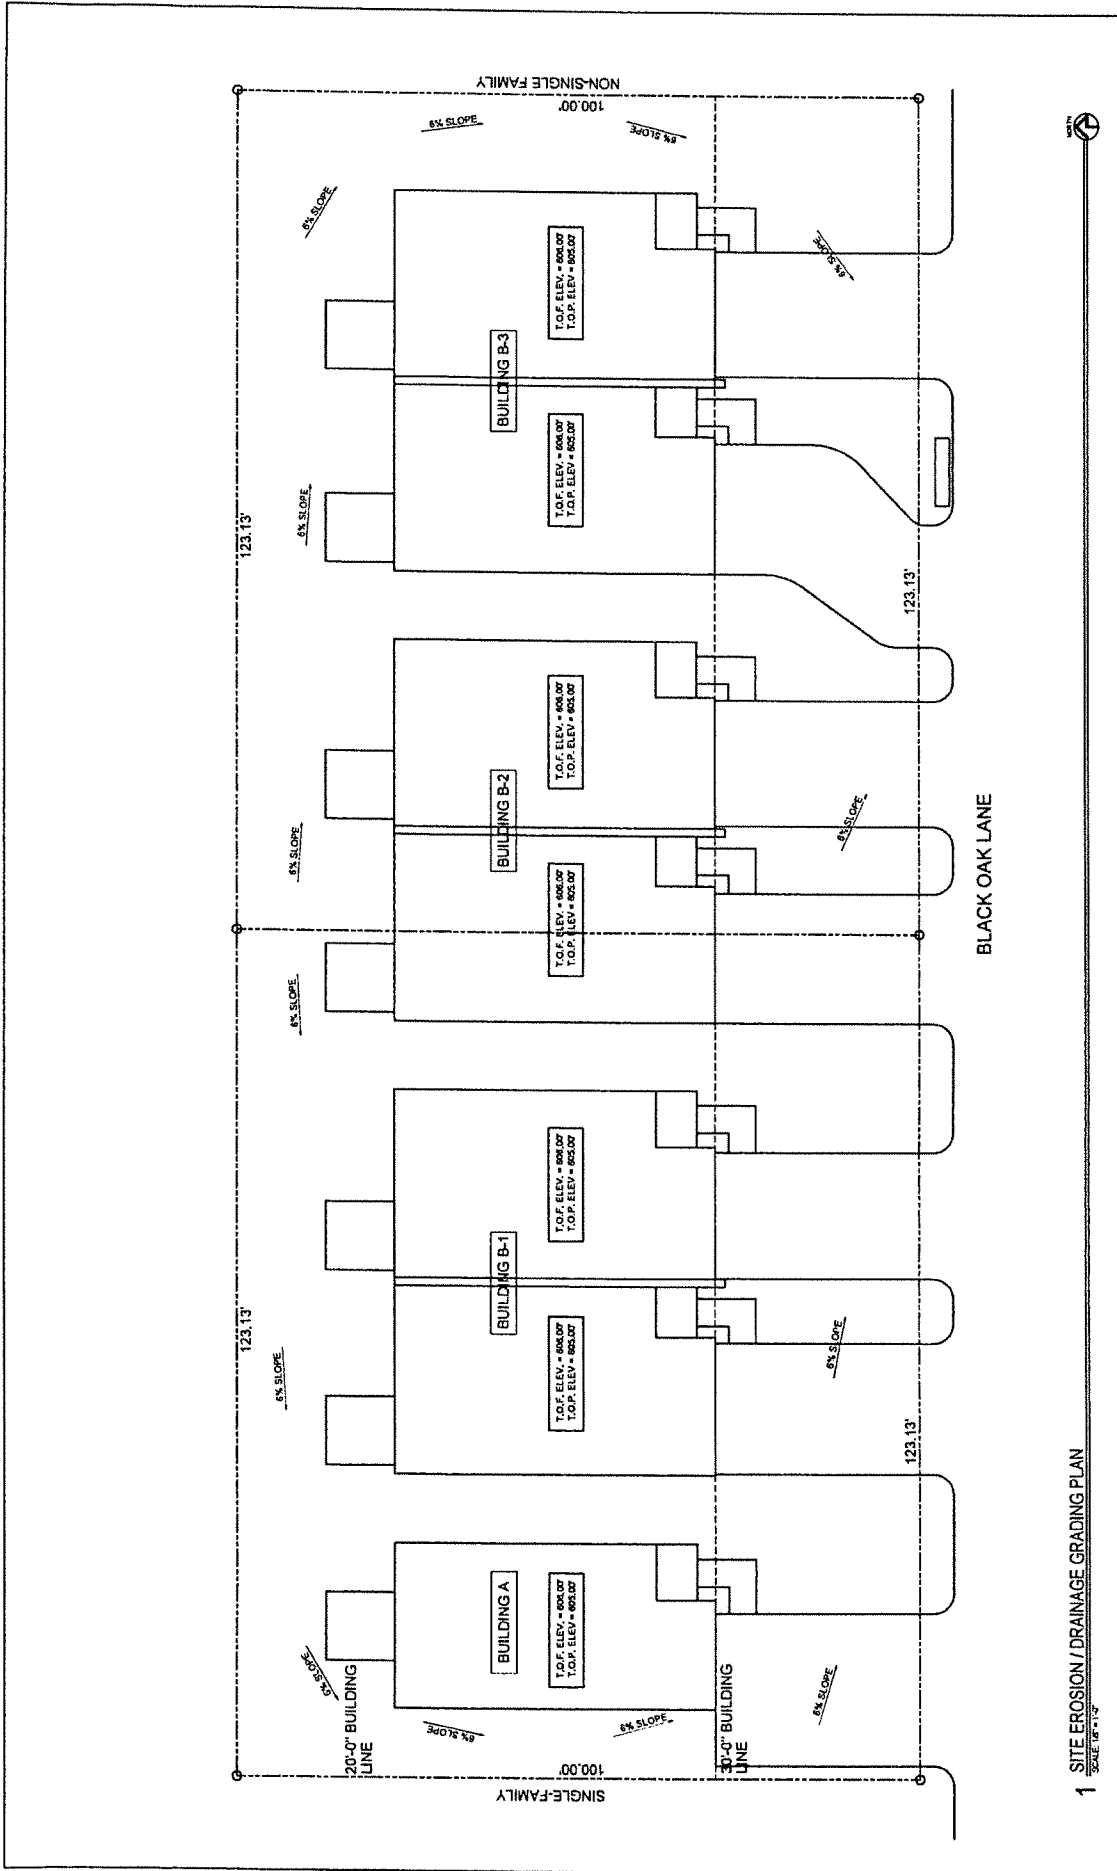 NON-SINGLE FAMILY
100.00'
6% SLOPE
6% SLOPE
6% SLOPE
6% SLOPE
T.O.F. ELEV. = 606.00'
T.O.P. ELEV = 605.00'
BUILDING B-3
T.O.F. ELEV. = 606.00'
T.O.P. ELEV = 605.00'
6% SLOPE
123.13'
123.13'
T.O.F. ELEV. = 606.00'
T.O.P. ELEV = 605.00'
BUILDING B-2
6% SLOPE
6% SLOPE
T.O.F. ELEV. = 606.00'
T.O.P. ELEV = 605.00'
BLACK OAK LANE
6% SLOPE
T.O.F. ELEV. = 606.00'
T.O.P. ELEV = 605.00'
BUILDING B-1
123.13'
6% SLOPE
6% SLOPE
T.O.F. ELEV. = 606.00'
T.O.P. ELEV = 605.00'
123.13'
BUILDING A
T.O.F. ELEV. = 606.00'
T.O.P. ELEV = 605.00'
6% SLOPE
6% SLOPE
6% SLOPE
6% SLOPE
20'-0" BUILDING
LINE
30'-0" BUILDING
LINE
100.00'
SINGLE-FAMILY
NORTH
1 SITE EROSION / DRAINAGE GRADING PLAN
SCALE: 1/8" = 1'-0"